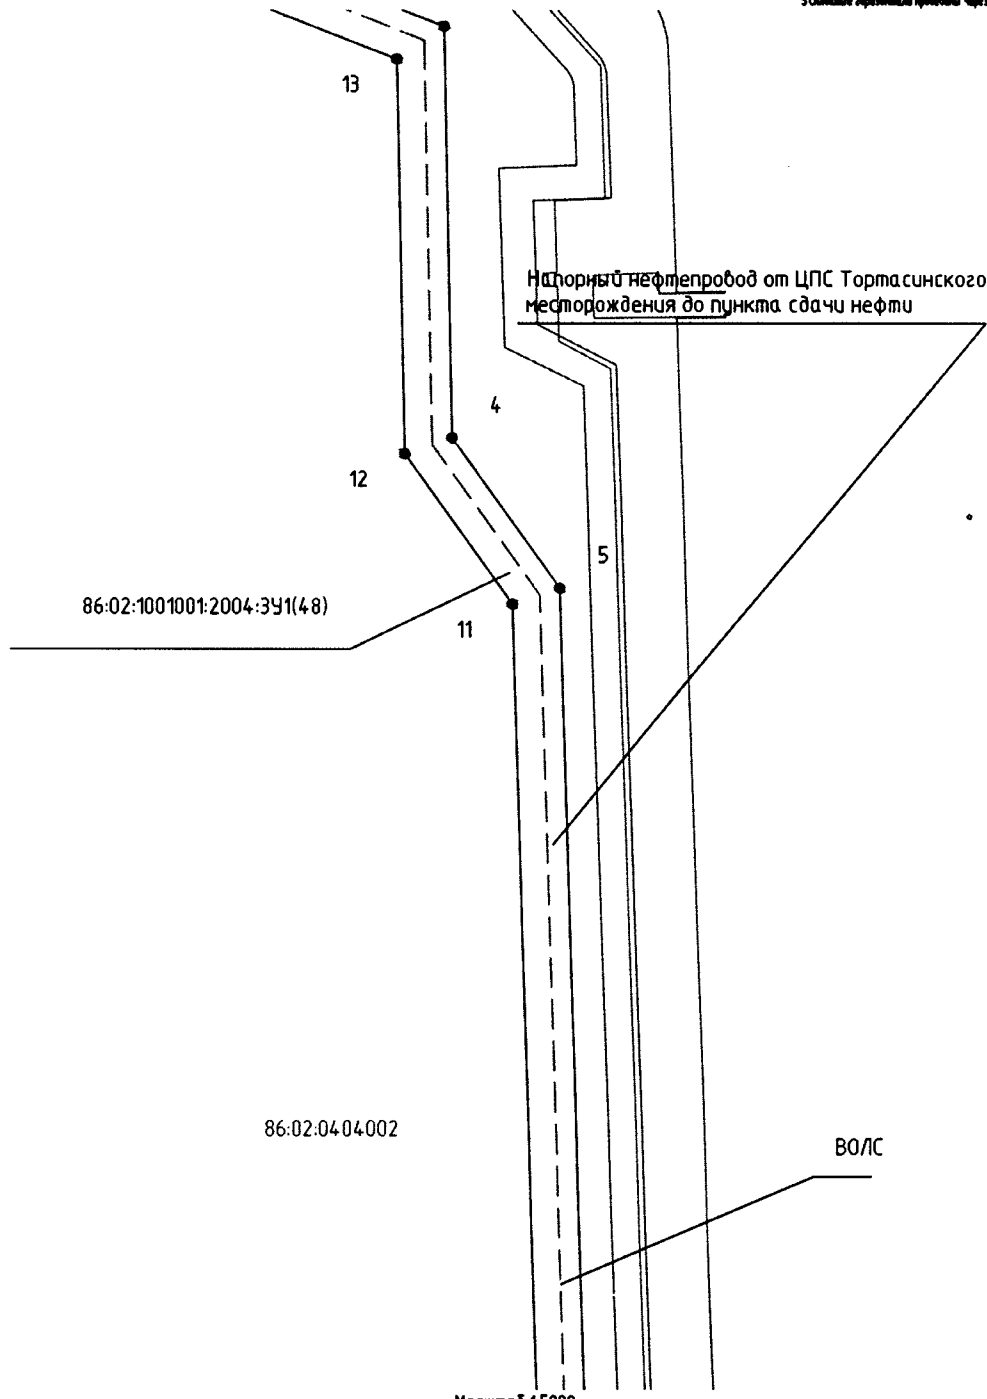 13
Напорный нефтепровод от ЦПС Тортасинского
месторождения до пункта сдачи нефти
4
12
5
86:02:1001001:2004:ЗУ1(48)
11
86:02:0404002
ВОЛС